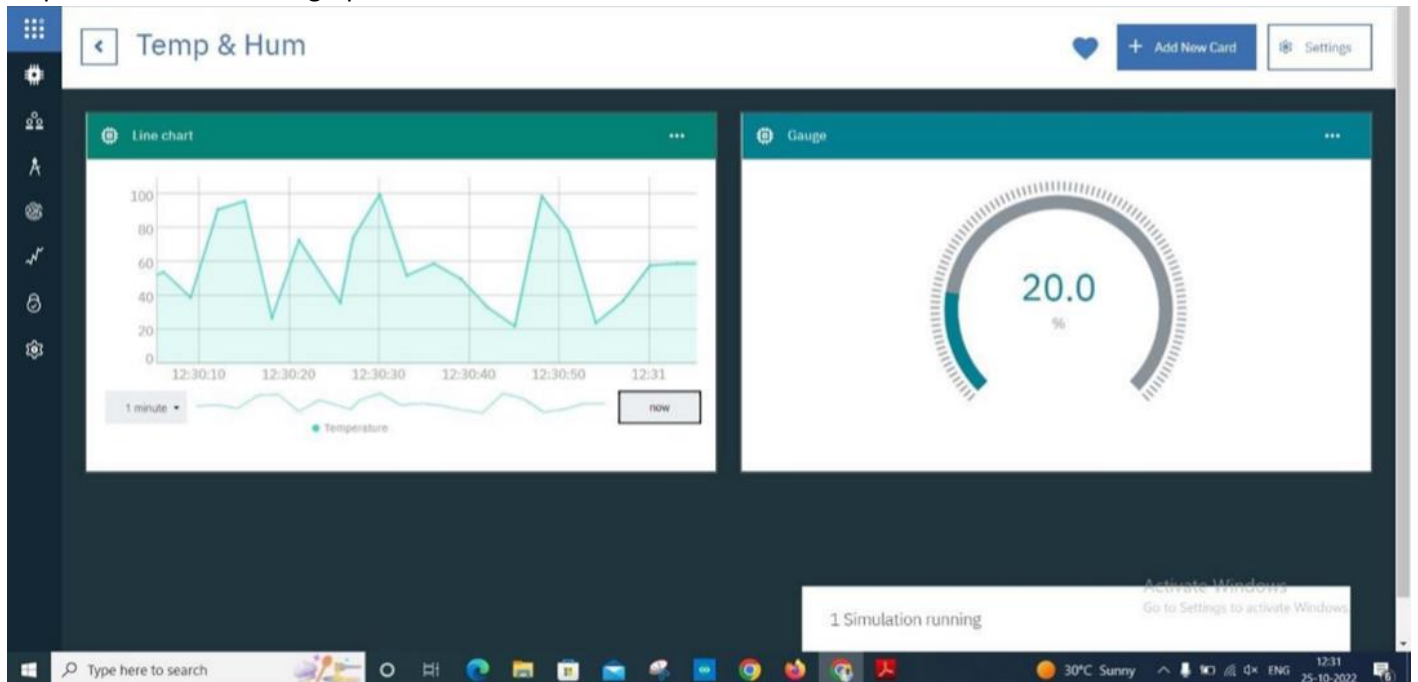 Temp & Hum
+ Add New Card
Settings
Line chart
...
Gauge
...
100
80
60
40
20
0
12:30:10 12:30:20 12:30:30 12:30:40 12:30:50 12:31
1 minute
now
Temperature
20.0
%
Activate Windows
Go to Settings to activate Windows.
1 Simulation running
Type here to search
30°C Sunny
ENG
12:31
25-10-2022